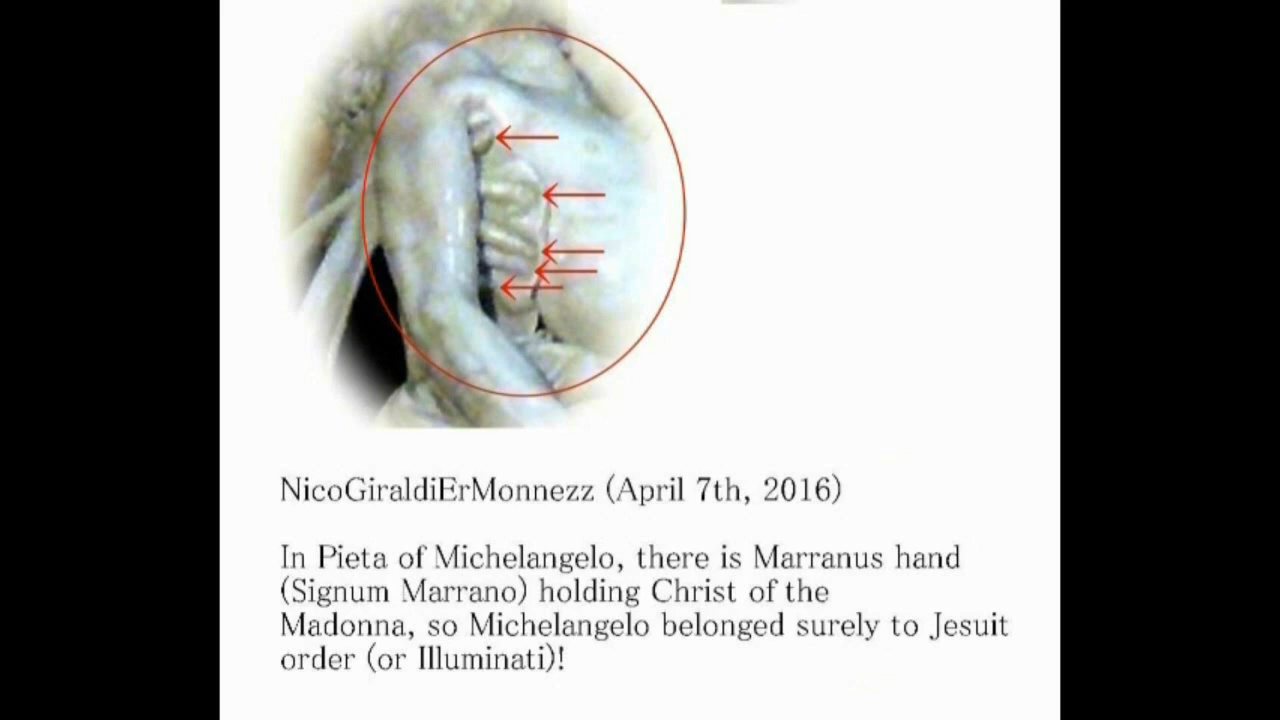 NicoGiraldiErMonnezz (April 7th, 2016)
In Pieta of Michelangelo, there is Marranus hand
(Signum Marrano) holding Christ of the
Madonna, so Michelangelo belonged surely to Jesuit
order (or Illuminati)!